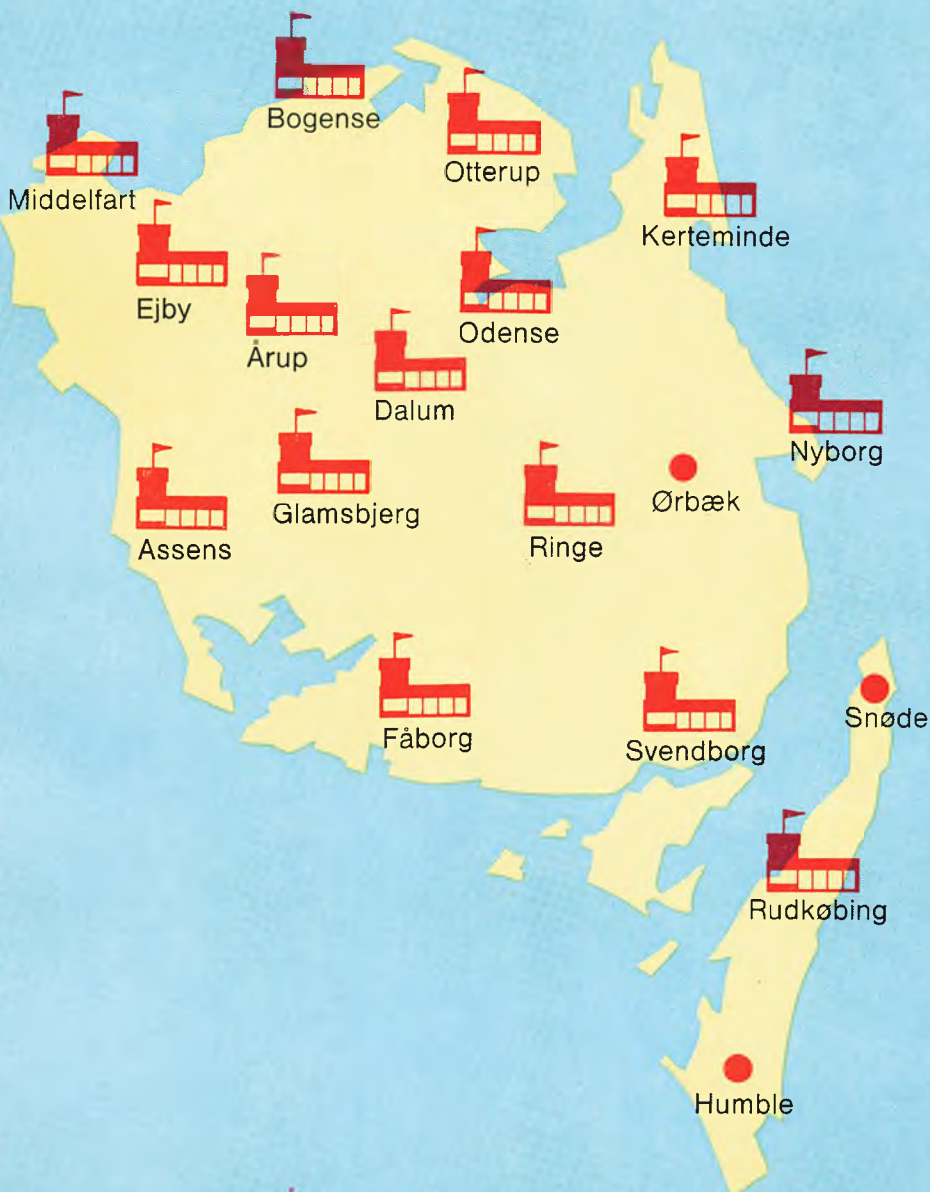 Bogense
Otterup
Middelfart
Kerteminde
Ejby
Odense
Årup
Dalum
Nyborg
Glamsbjerg
Ørbæk
Assens
Ringe
Snøde
Fåborg
Svendborg
Rudkøbing
Humble